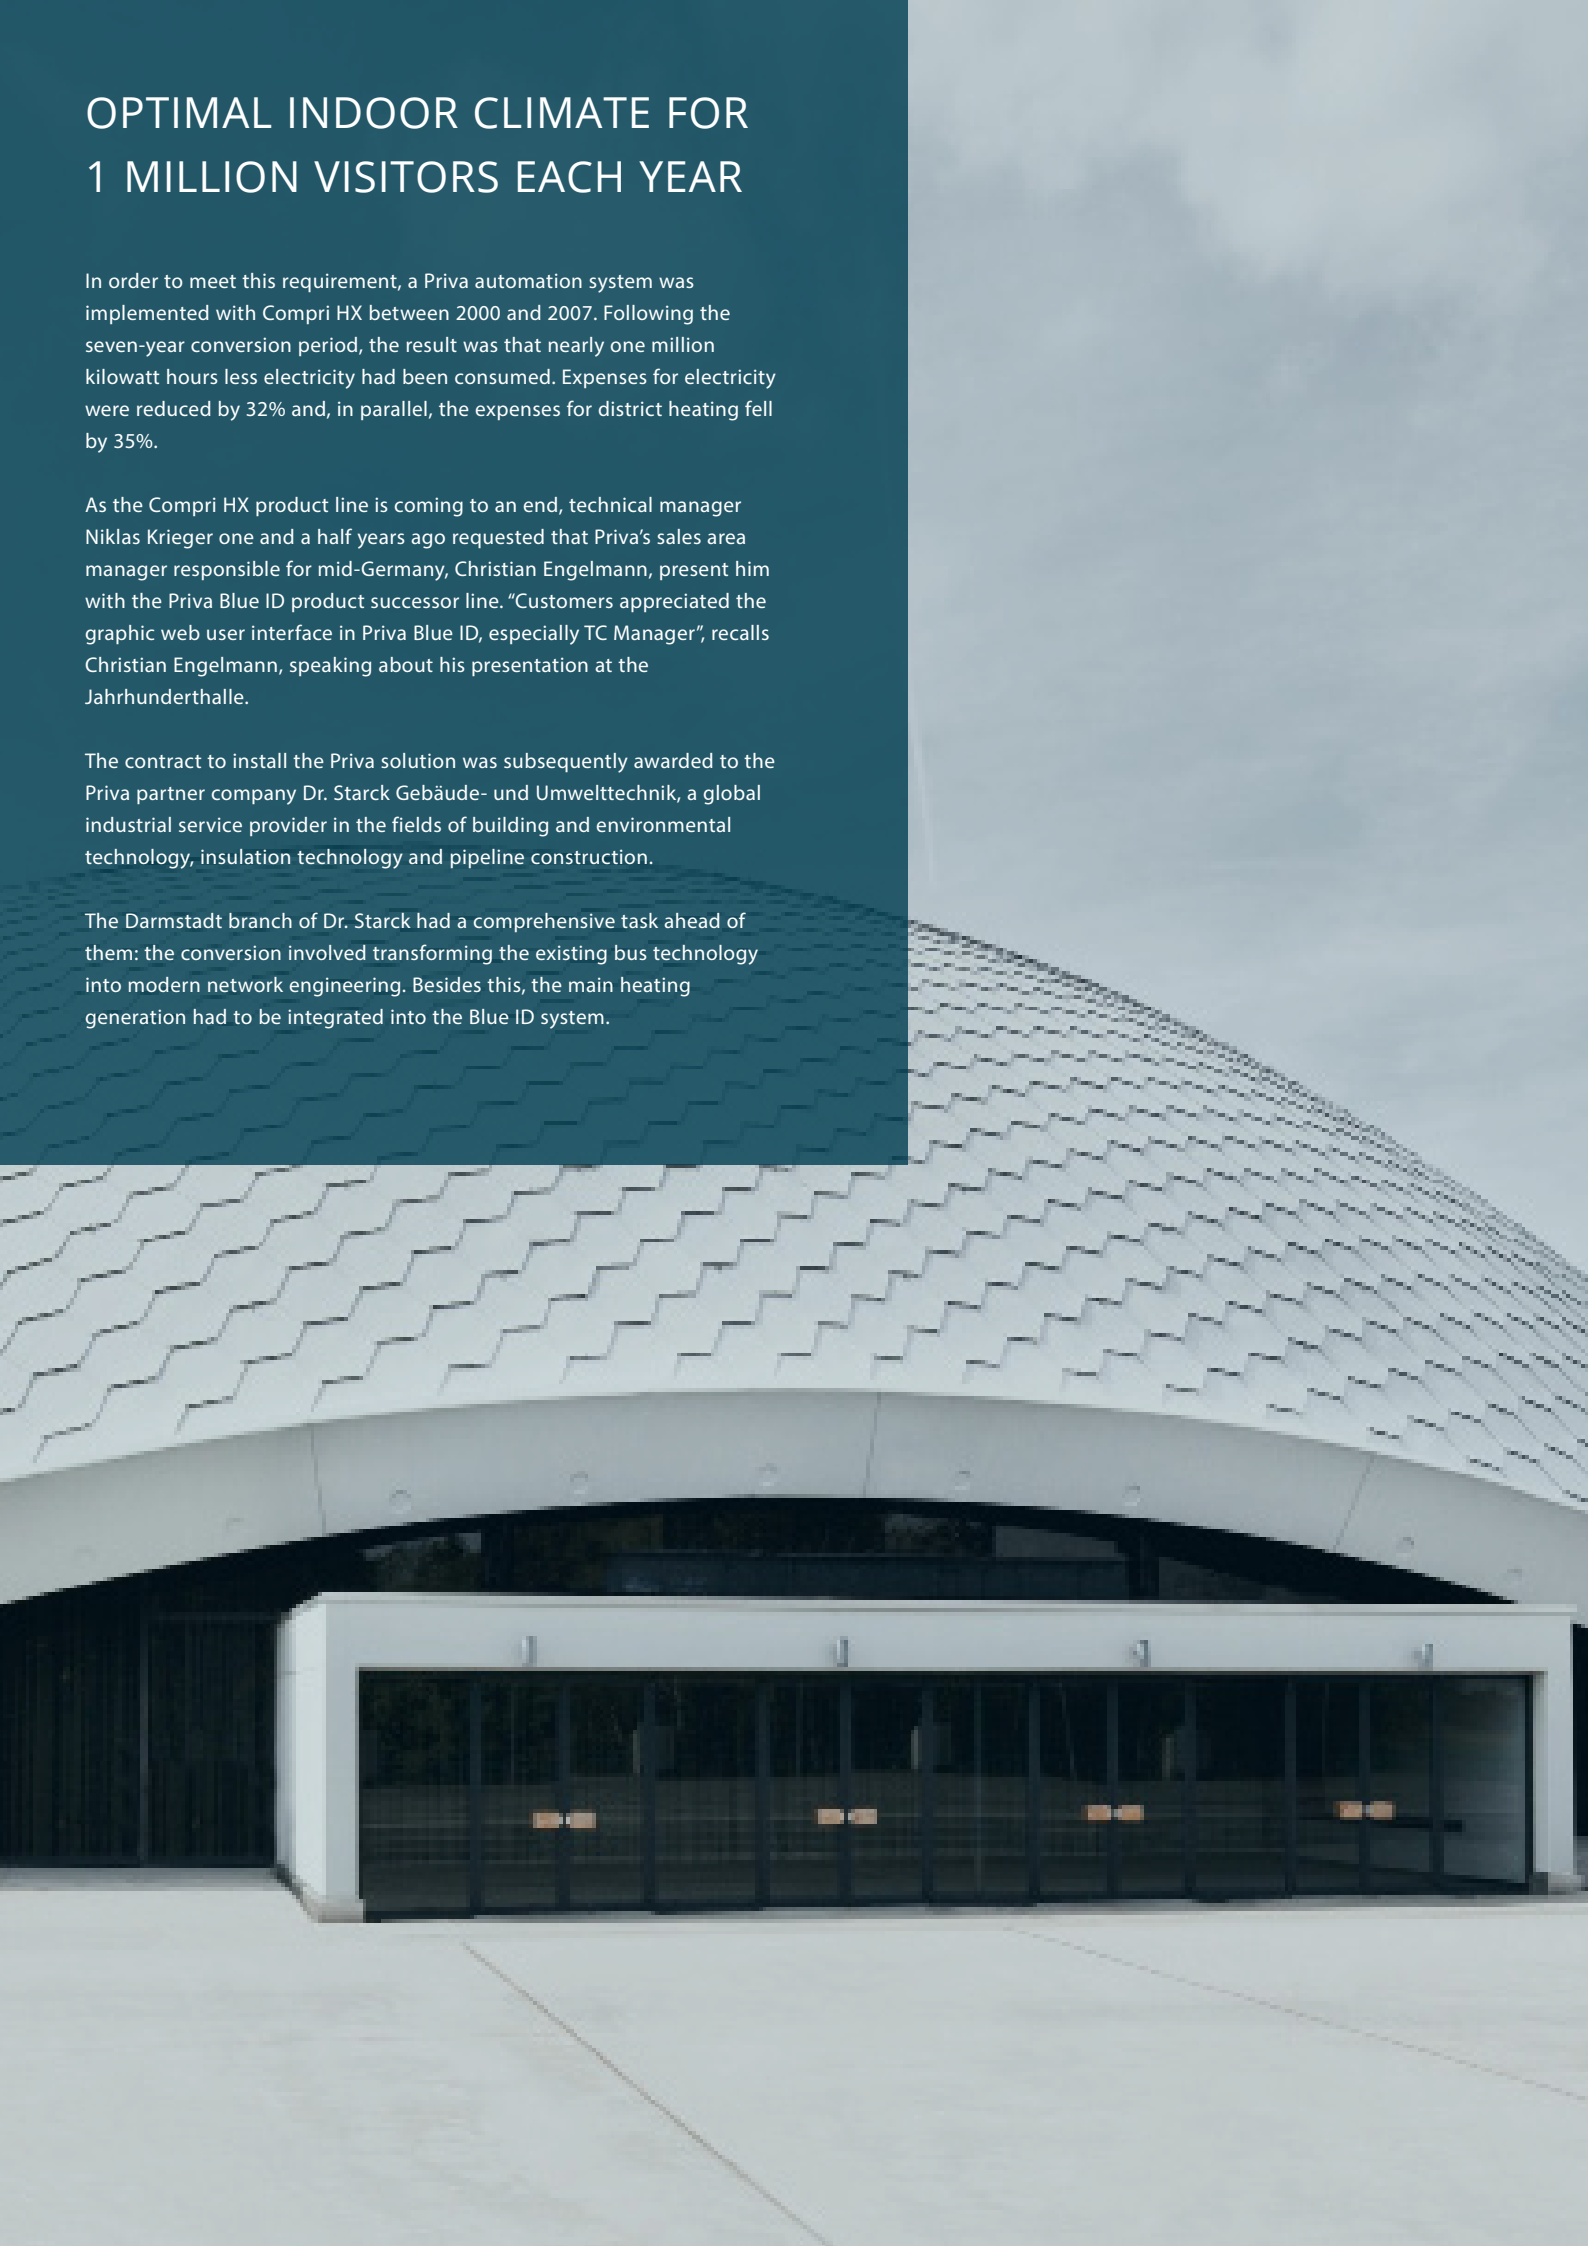 OPTIMAL INDOOR CLIMATE FOR
1 MILLION VISITORS EACH YEAR
In order to meet this requirement, a Priva automation system was
implemented with Compri HX between 2000 and 2007. Following the
seven-year conversion period, the result was that nearly one million
kilowatt hours less electricity had been consumed. Expenses for electricity
were reduced by 32% and, in parallel, the expenses for district heating fell
by 35%.
As the Compri HX product line is coming to an end, technical manager
Niklas Krieger one and a half years ago requested that Priva’s sales area
manager responsible for mid-Germany, Christian Engelmann, present him
with the Priva Blue ID product successor line. “Customers appreciated the
graphic web user interface in Priva Blue ID, especially TC Manager”, recalls
Christian Engelmann, speaking about his presentation at the
Jahrhunderthalle.
The contract to install the Priva solution was subsequently awarded to the
Priva partner company Dr. Starck Gebäude- und Umwelttechnik, a global
industrial service provider in the fields of building and environmental
technology, insulation technology and pipeline construction.
The Darmstadt branch of Dr. Starck had a comprehensive task ahead of
them: the conversion involved transforming the existing bus technology
into modern network engineering. Besides this, the main heating
generation had to be integrated into the Blue ID system.